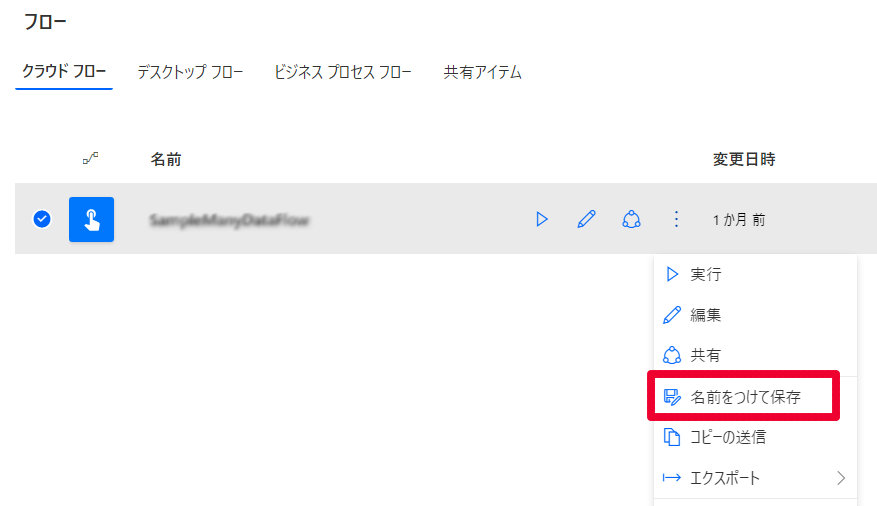 フロー
クラウド フロー デスクトップ フロー ビジネス プロセス フロー 共有アイテム
名前 変更日時
SampleManyDataFlow 1 か月 前
実行
編集
共有
名前をつけて保存
コピーの送信
エクスポート